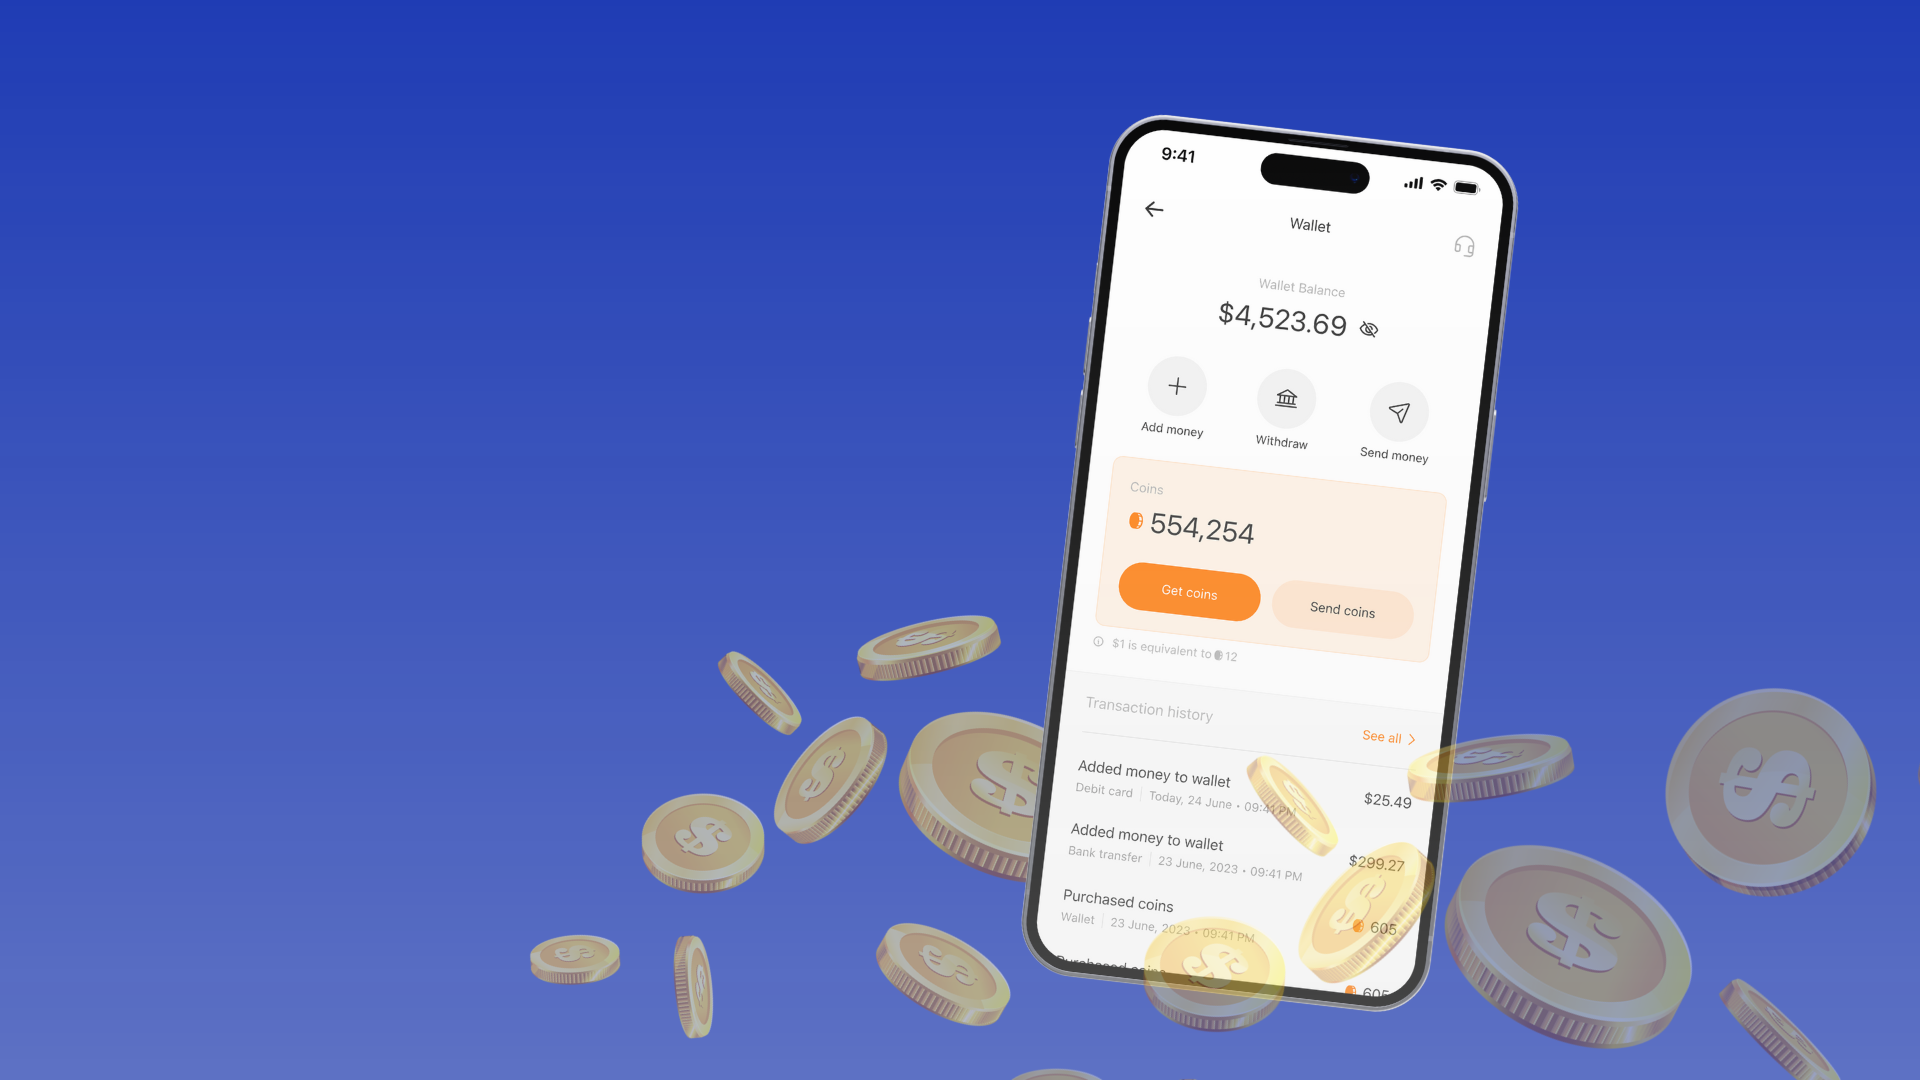 9:41
Wallet
Wallet Balance
$4,523.69
Add money
Withdraw
Send money
Coins
554,254
Get coins
Send coins
$1 is equivalent to 12
Transaction history
See all
Added money to wallet
$25.49
Debit card | Today, 24 June • 09:41 PM
Added money to wallet
$299.27
Bank transfer | 23 June, 2023 • 09:41 PM
Purchased coins
605
Wallet | 23 June, 2023 • 09:41 PM
Purchased coins
605